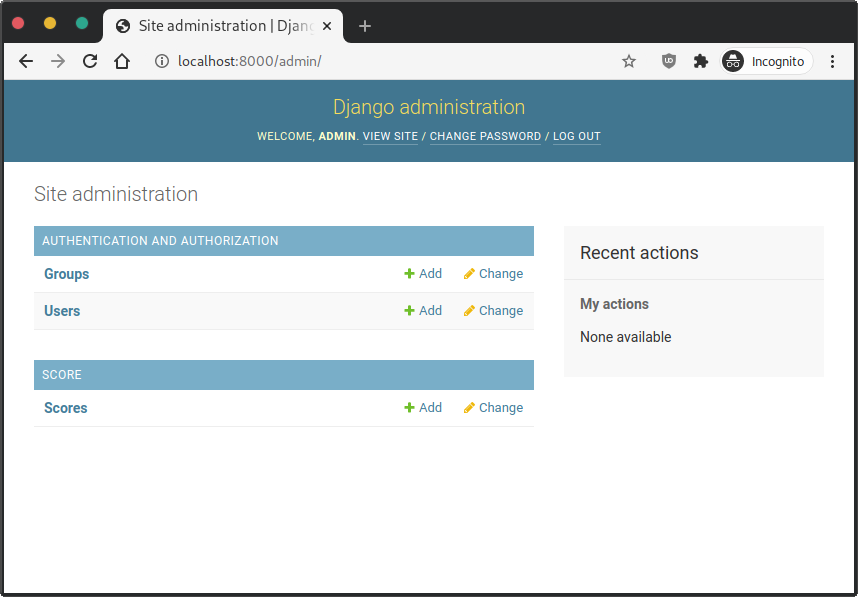 Site administration | Djan
localhost:8000/admin/
Incognito
Django administration
WELCOME, ADMIN. VIEW SITE / CHANGE PASSWORD / LOG OUT
Site administration
AUTHENTICATION AND AUTHORIZATION
Groups Add Change
Users Add Change
SCORE
Scores Add Change
Recent actions
My actions
None available